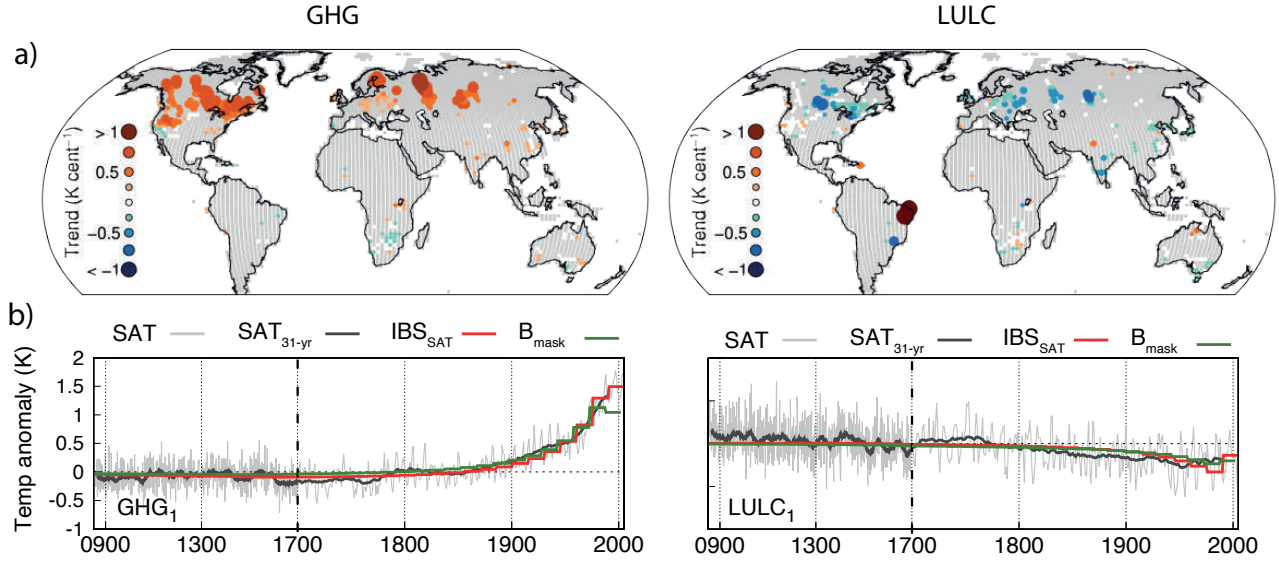 GHG LULC
a)
Trend (K cent⁻¹)
> 1
0.5
−0.5
< −1
Trend (K cent⁻¹)
> 1
0.5
−0.5
< −1
b)
SAT SAT31-yr IBSSAT Bmask
SAT SAT31-yr IBSSAT Bmask
Temp anomaly (K)
2
1.5
1
0.5
0
-0.5
-1
GHG1
LULC1
0900 1300 1700 1800 1900 2000
0900 1300 1700 1800 1900 2000